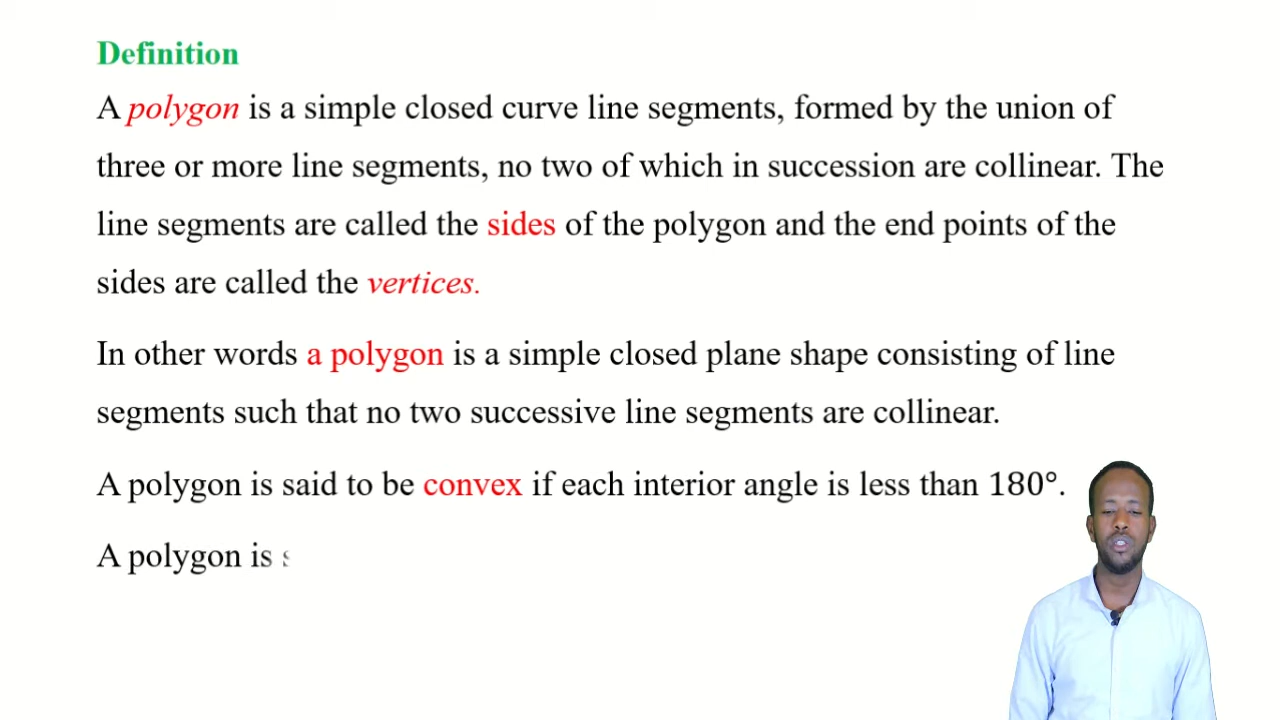 Definition
A polygon is a simple closed curve line segments, formed by the union of
three or more line segments, no two of which in succession are collinear. The
line segments are called the sides of the polygon and the end points of the
sides are called the vertices.
In other words a polygon is a simple closed plane shape consisting of line
segments such that no two successive line segments are collinear.
A polygon is said to be convex if each interior angle is less than 180°.
A polygon is s